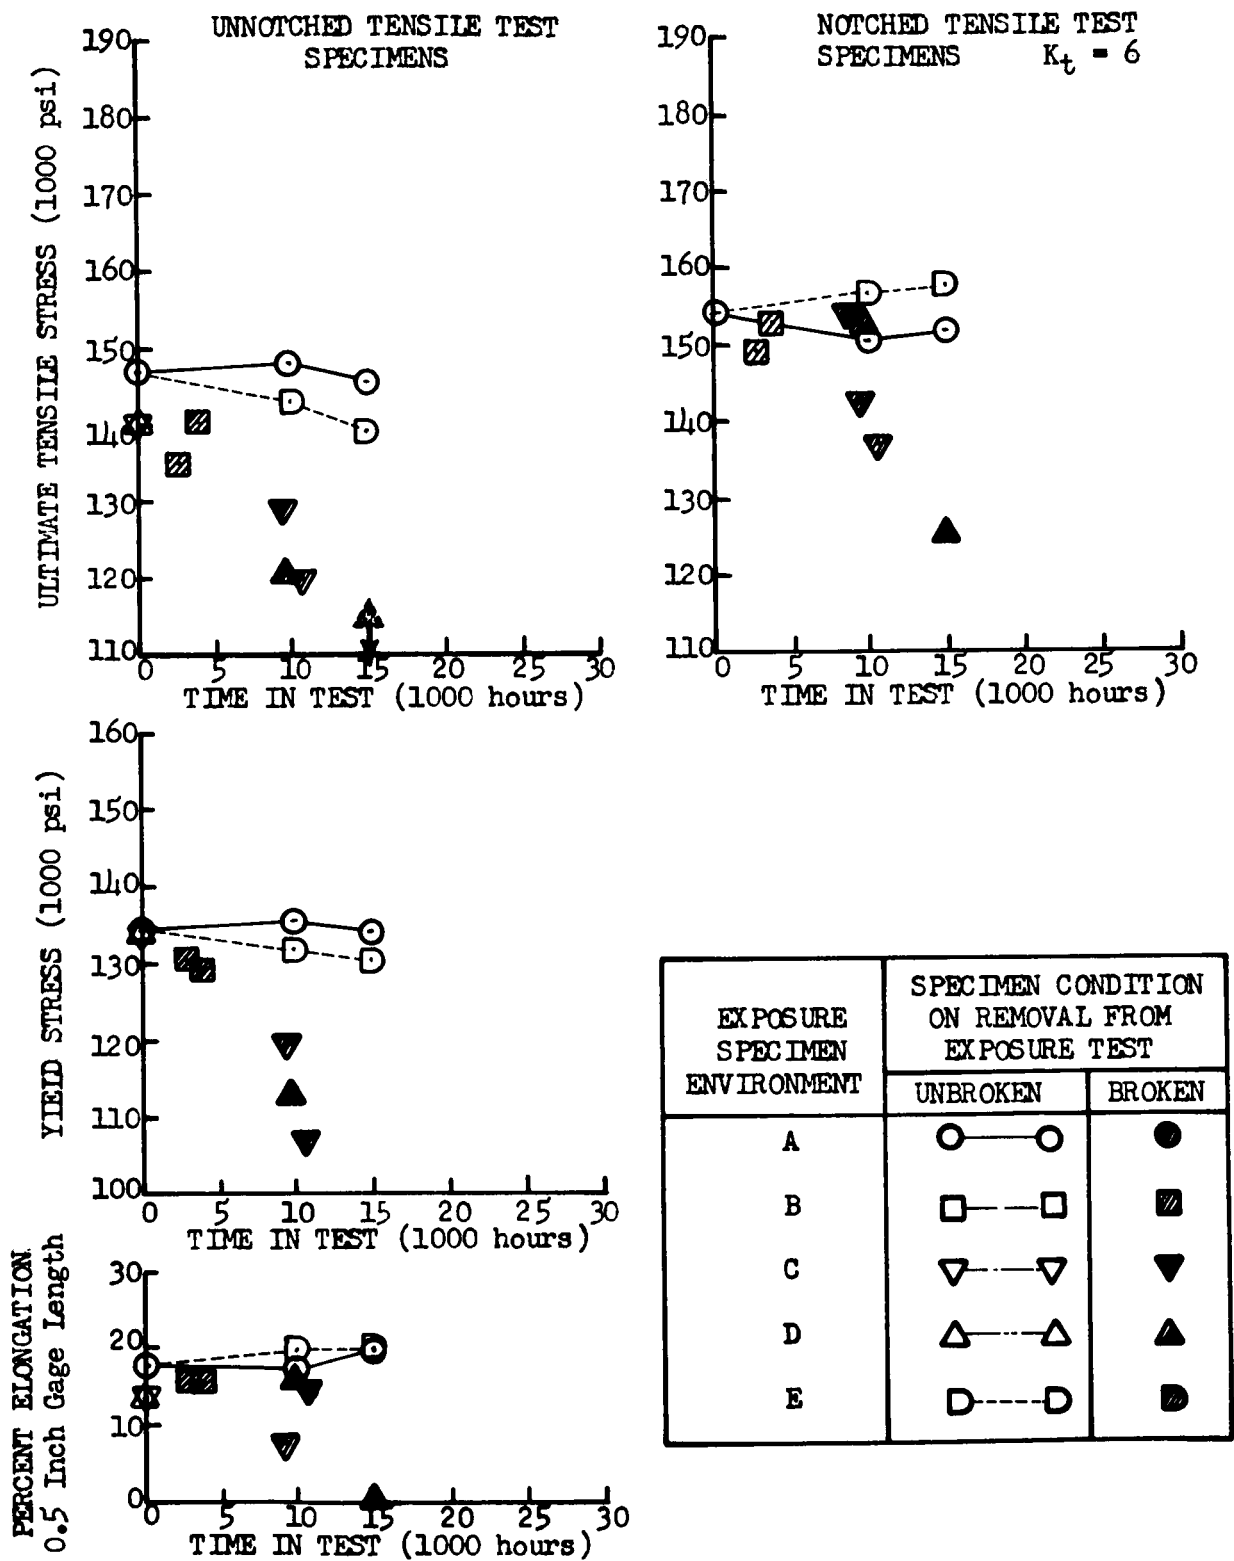 UNNOTCHED TENSILE TEST
SPECIMENS
ULTIMATE TENSILE STRESS (1000 psi)
190
180
170
160
150
140
130
120
110
0 5 10 15 20 25 30
TIME IN TEST (1000 hours)
NOTCHED TENSILE TEST
SPECIMENS Kt = 6
190
180
170
160
150
140
130
120
110
0 5 10 15 20 25 30
TIME IN TEST (1000 hours)
YIELD STRESS (1000 psi)
160
150
140
130
120
110
100
0 5 10 15 20 25 30
TIME IN TEST (1000 hours)
PERCENT ELONGATION
0.5 Inch Gage Length
30
20
10
0
0 5 10 15 20 25 30
TIME IN TEST (1000 hours)
EXPOSURE
SPECIMEN
ENVIRONMENT
SPECIMEN CONDITION
ON REMOVAL FROM
EXPOSURE TEST
UNBROKEN BROKEN
A
B
C
D
E